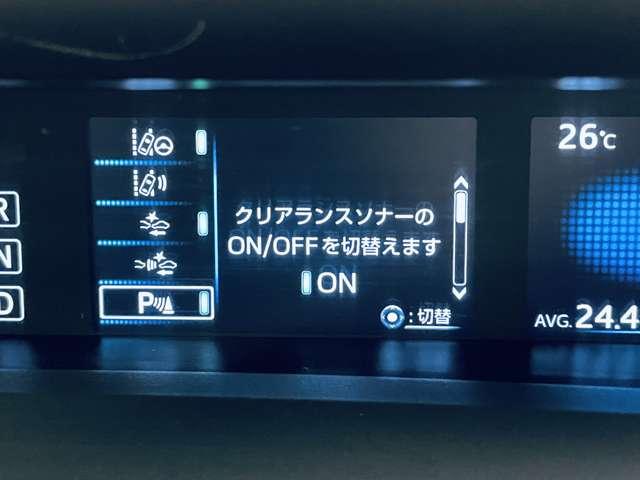 26℃
R
N
D
クリアランスソナーの
ON/OFFを切替えます
ON
P
:切替
AVG.24.4